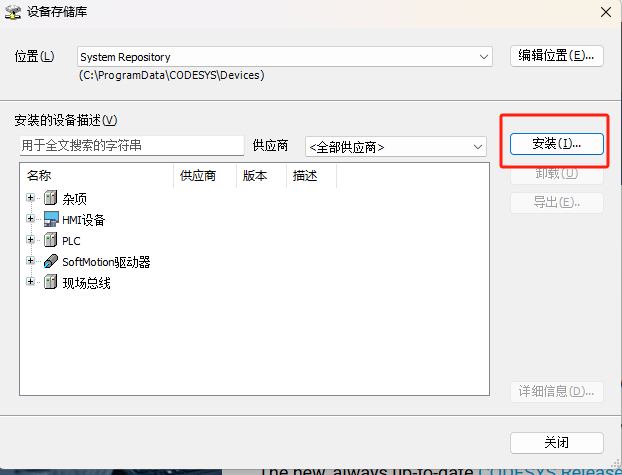 设备存储库
位置(L) System Repository 编辑位置(E)...
(C:\ProgramData\CODESYS\Devices)
安装的设备描述(V)
用于全文搜索的字符串 供应商 <全部供应商> 安装(I)...
名称 供应商 版本 描述 卸载(U)
杂项
导出(E)..
HMI设备
PLC
SoftMotion驱动器
现场总线
详细信息(D)...
关闭
The new, always up-to-date CODESYS Release